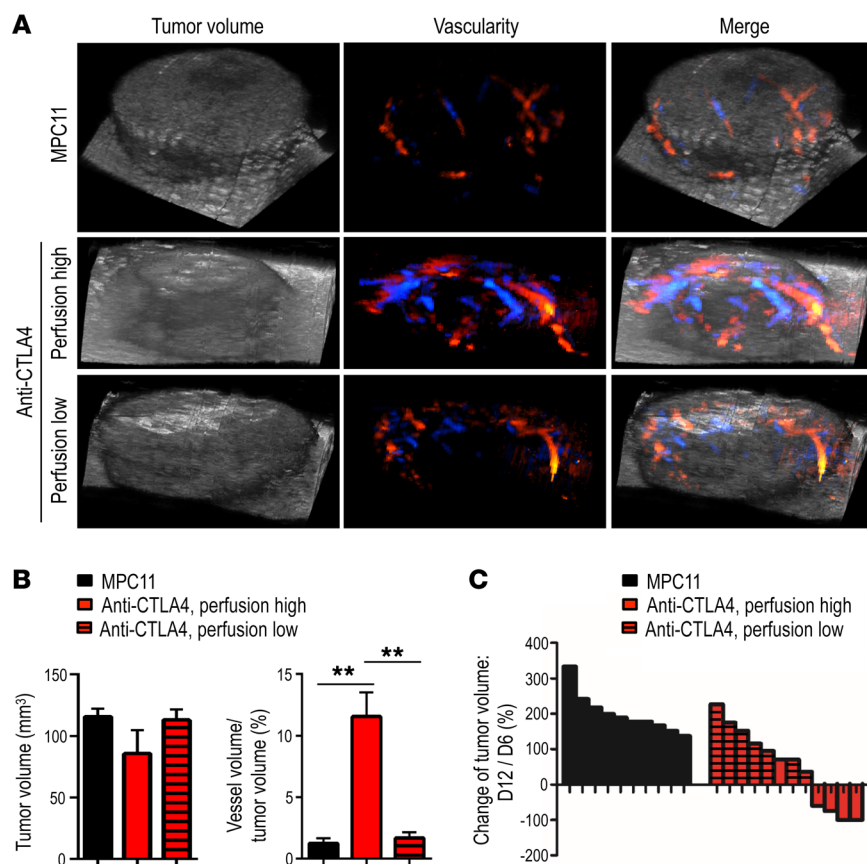 A
Tumor volume
Vascularity
Merge
MPC11
Anti-CTLA4
Perfusion high
Perfusion low
B
MPC11
Anti-CTLA4, perfusion high
Anti-CTLA4, perfusion low
Tumor volume (mm³)
150
100
50
0
Vessel volume/
tumor volume (%)
15
10
5
0
**
**
C
MPC11
Anti-CTLA4, perfusion high
Anti-CTLA4, perfusion low
Change of tumor volume:
D12 / D6 (%)
400
300
200
100
0
-100
-200